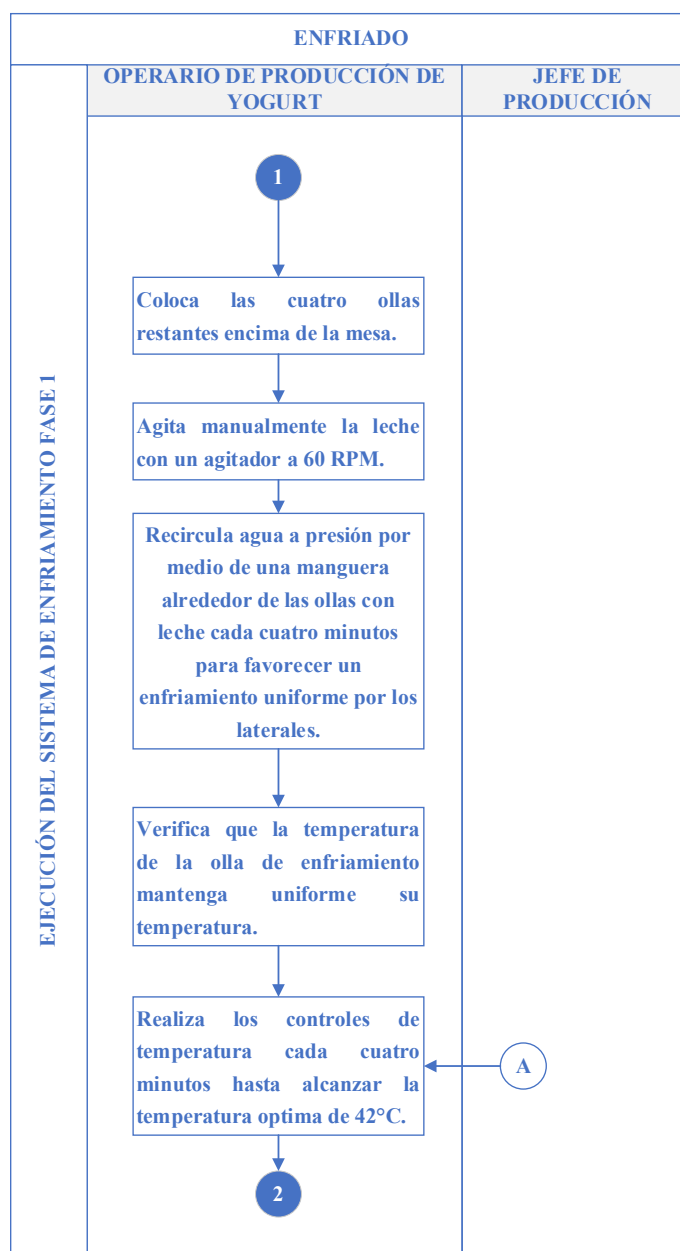 ENFRIADO
OPERARIO DE PRODUCCIÓN DE
YOGURT
JEFE DE
PRODUCCIÓN
EJECUCIÓN DEL SISTEMA DE ENFRIAMIENTO FASE 1
1
Coloca las cuatro ollas
restantes encima de la mesa.
Agita manualmente la leche
con un agitador a 60 RPM.
Recircula agua a presión por
medio de una manguera
alrededor de las ollas con
leche cada cuatro minutos
para favorecer un
enfriamiento uniforme por los
laterales.
Verifica que la temperatura
de la olla de enfriamiento
mantenga uniforme su
temperatura.
Realiza los controles de
temperatura cada cuatro
minutos hasta alcanzar la
temperatura optima de 42°C.
A
2